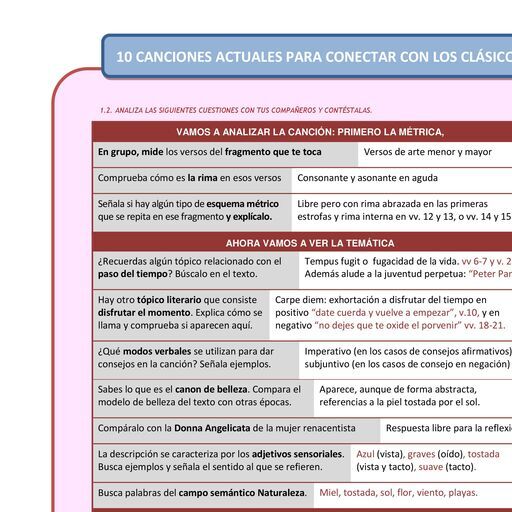 10 CANCIONES ACTUALES PARA CONECTAR CON LOS CLÁSICO
1.2. ANALIZA LAS SIGUIENTES CUESTIONES CON TUS COMPAÑEROS Y CONTÉSTALAS.
VAMOS A ANALIZAR LA CANCIÓN: PRIMERO LA MÉTRICA,
En grupo, mide los versos del fragmento que te toca
Versos de arte menor y mayor
Comprueba cómo es la rima en esos versos
Consonante y asonante en aguda
Señala si hay algún tipo de esquema métrico
que se repita en ese fragmento y explícalo.
Libre pero con rima abrazada en las primeras
estrofas y rima interna en vv. 12 y 13, o vv. 14 y 15
AHORA VAMOS A VER LA TEMÁTICA
¿Recuerdas algún tópico relacionado con el
paso del tiempo? Búscalo en el texto.
Tempus fugit o fugacidad de la vida. vv 6-7 y v. 2
Además alude a la juventud perpetua: "Peter Pan
Hay otro tópico literario que consiste
disfrutar el momento. Explica cómo se
llama y comprueba si aparecen aquí.
Carpe diem: exhortación a disfrutar del tiempo en
positivo "date cuerda y vuelve a empezar", v.10, y en
negativo "no dejes que te oxide el porvenir" vv. 18-21.
¿Qué modos verbales se utilizan para dar
consejos en la canción? Señala ejemplos.
Imperativo (en los casos de consejos afirmativos)
subjuntivo (en los casos de consejo en negación)
Sabes lo que es el canon de belleza. Compara el
modelo de belleza del texto con otras épocas.
Aparece, aunque de forma abstracta,
referencias a la piel tostada por el sol.
Compáralo con la Donna Angelicata de la mujer renacentista
Respuesta libre para la reflexi
La descripción se caracteriza por los adjetivos sensoriales.
Busca ejemplos y señala el sentido al que se refieren.
Azul (vista), graves (oído), tostada
(vista y tacto), suave (tacto).
Busca palabras del campo semántico Naturaleza.
Miel, tostada, sol, flor, viento, playas.